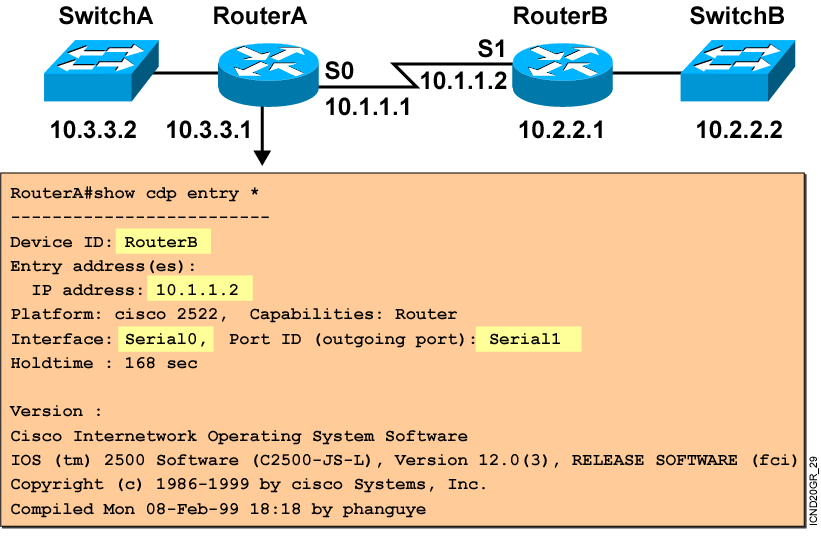 SwitchA RouterA RouterB SwitchB
S0 S1
10.1.1.1 10.1.1.2
10.3.3.2 10.3.3.1 10.2.2.1 10.2.2.2
RouterA#show cdp entry *
-------------------------
Device ID: RouterB
Entry address(es):
  IP address: 10.1.1.2
Platform: cisco 2522,  Capabilities: Router
Interface: Serial0,  Port ID (outgoing port): Serial1
Holdtime : 168 sec
Version :
Cisco Internetwork Operating System Software
IOS (tm) 2500 Software (C2500-JS-L), Version 12.0(3), RELEASE SOFTWARE (fci)
Copyright (c) 1986-1999 by cisco Systems, Inc.
Compiled Mon 08-Feb-99 18:18 by phanguye
ICND20GR_29